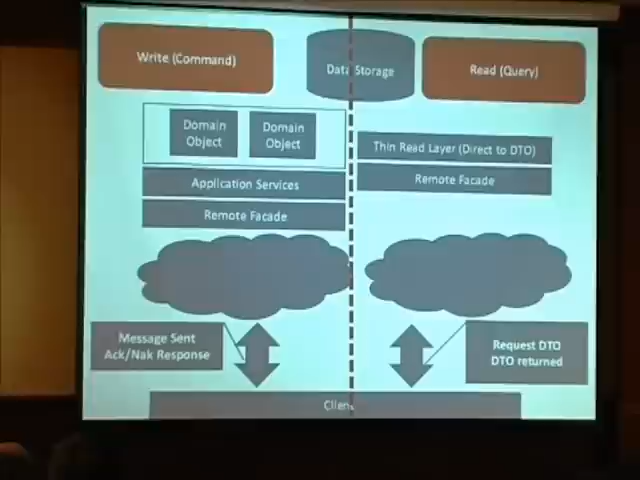 Write (Command)
Data Storage
Read (Query)
Domain
Object
Domain
Object
Thin Read Layer (Direct to DTO)
Application Services
Remote Facade
Remote Facade
Message Sent
Ack/Nak Response
Request DTO
DTO returned
Client